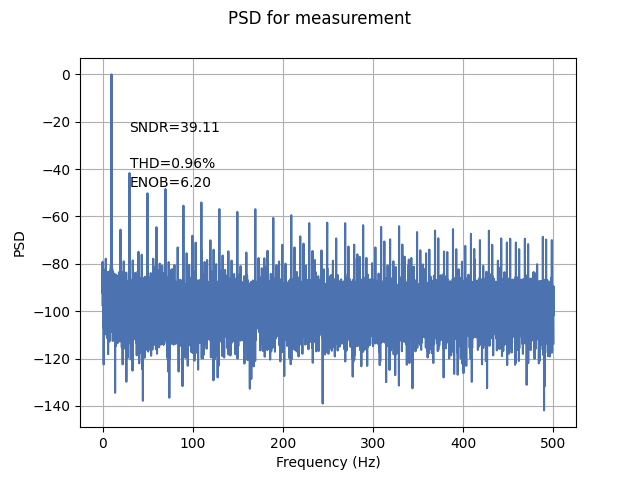 PSD for measurement
0
−20
−40
−60
−80
−100
−120
−140
PSD
SNDR=39.11
THD=0.96%
ENOB=6.20
0 100 200 300 400 500
Frequency (Hz)